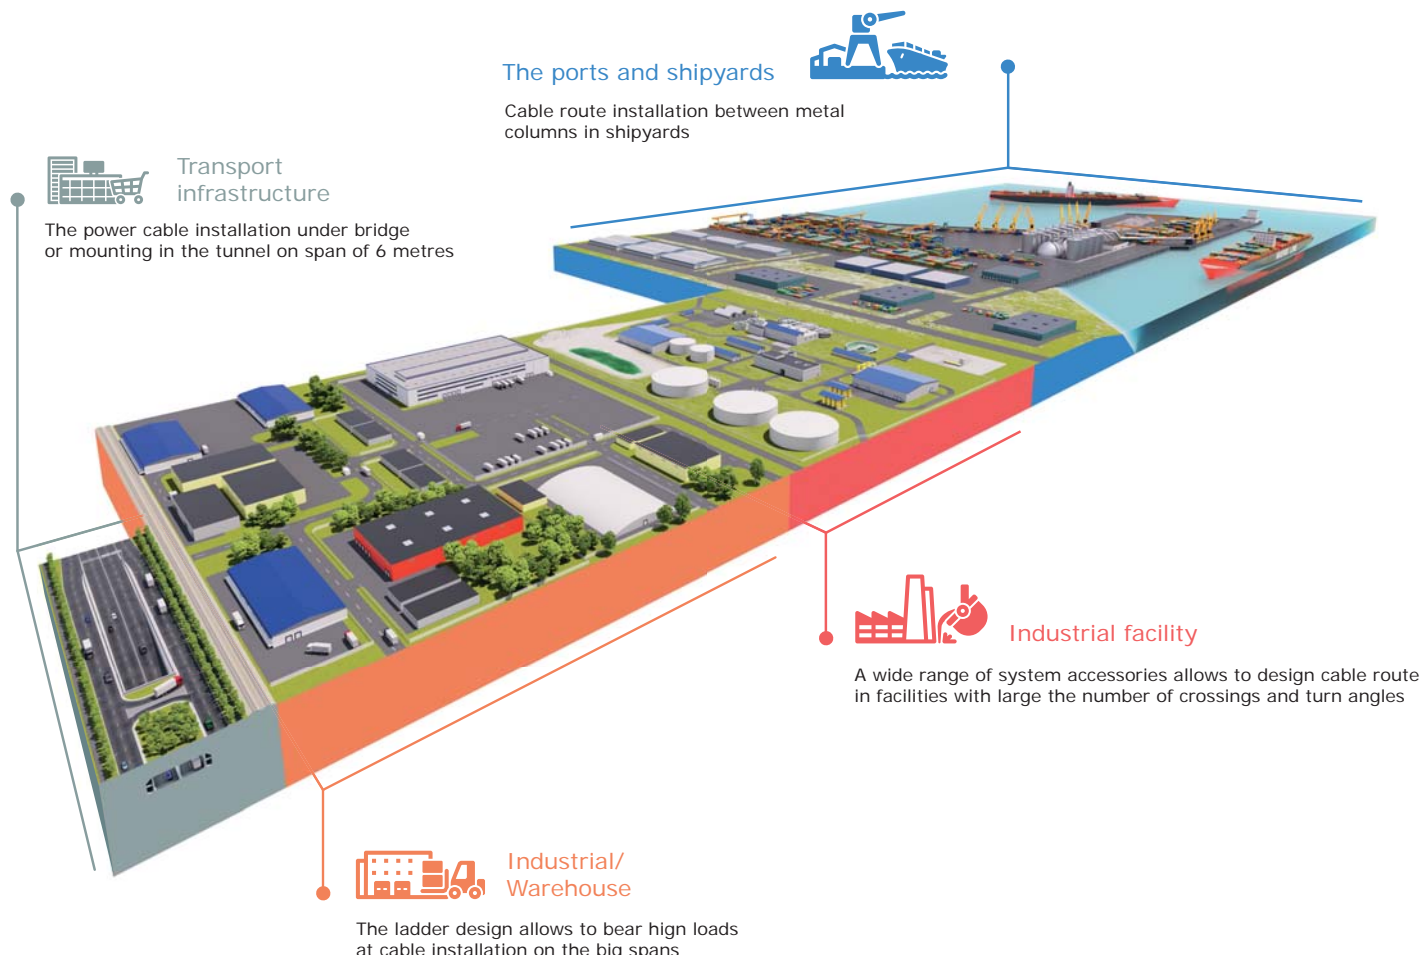 The ports and shipyards
Cable route installation between metal
columns in shipyards
Transport
infrastructure
The power cable installation under bridge
or mounting in the tunnel on span of 6 metres
Industrial facility
A wide range of system accessories allows to design cable route
in facilities with large the number of crossings and turn angles
Industrial/
Warehouse
The ladder design allows to bear hign loads
at cable installation on the big spans